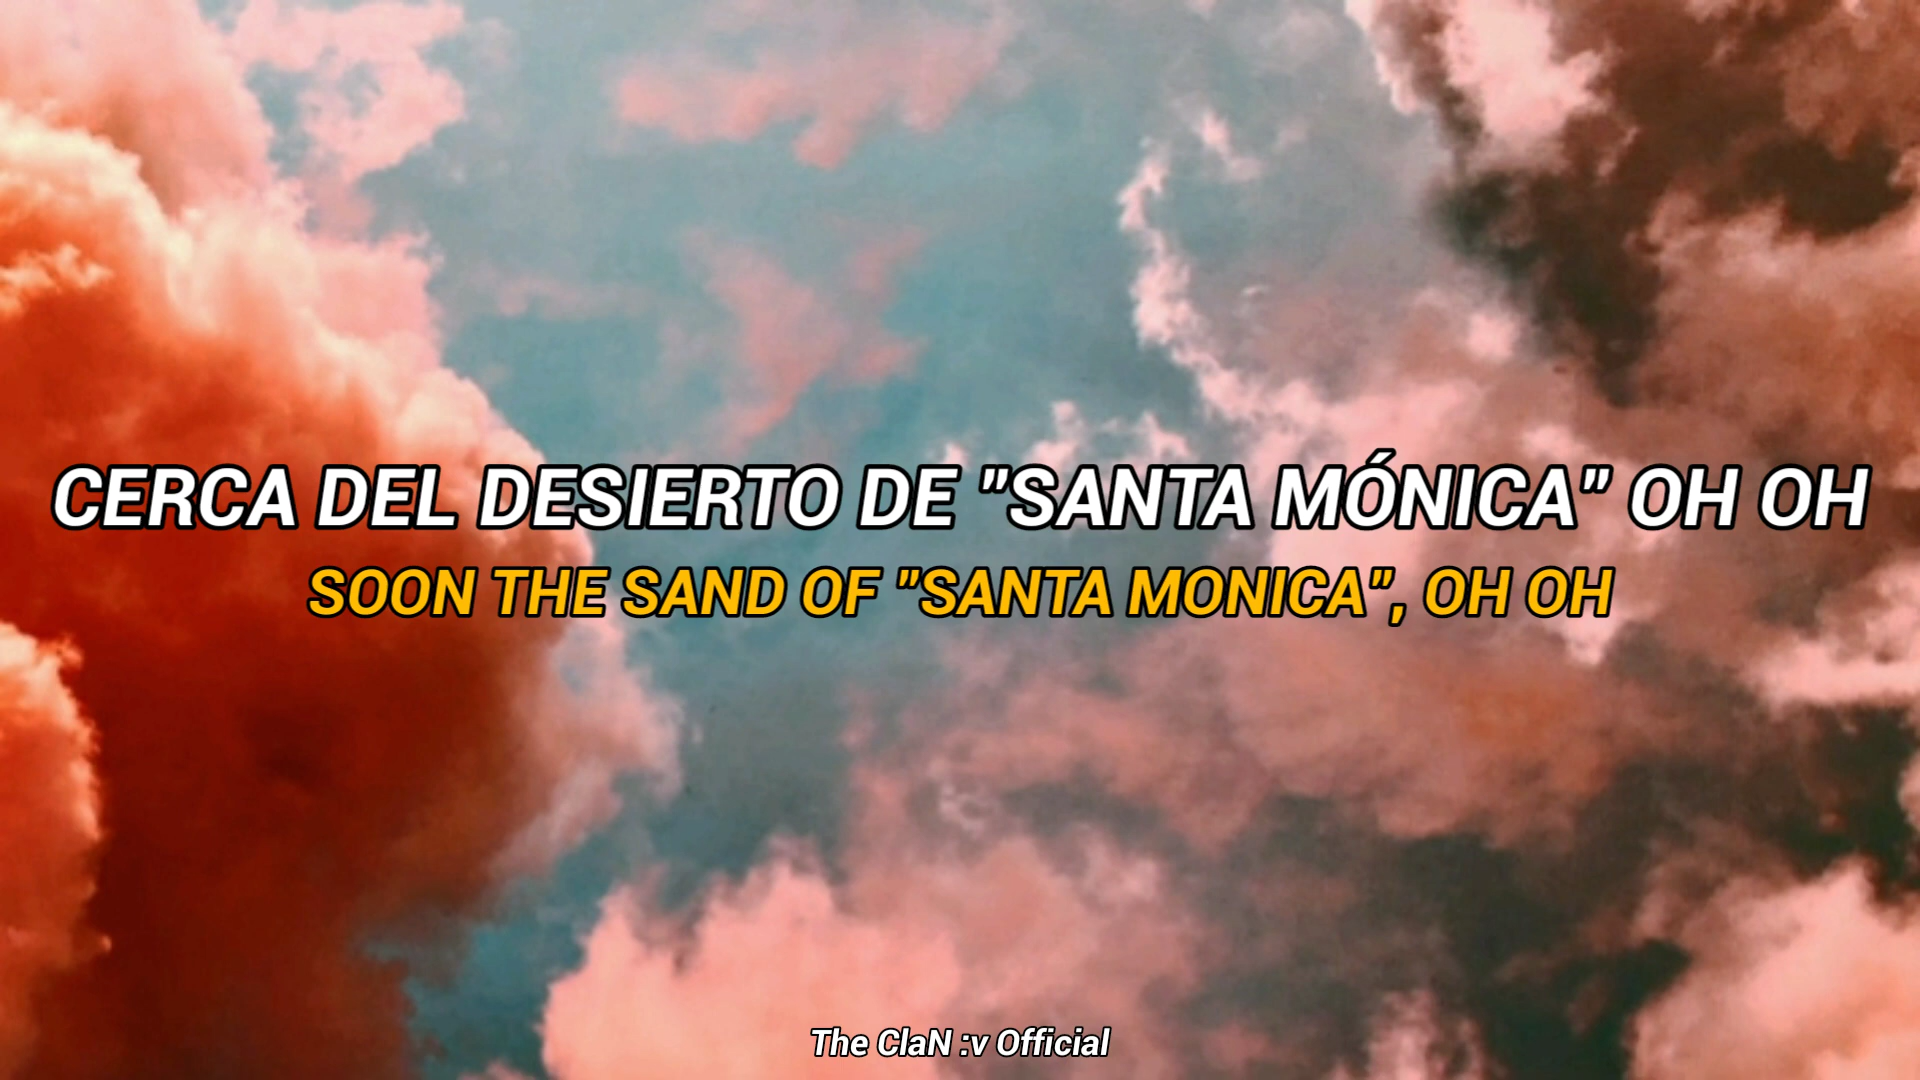 CERCA DEL DESIERTO DE "SANTA MÓNICA" OH OH
SOON THE SAND OF "SANTA MONICA", OH OH
The ClaN :v Official